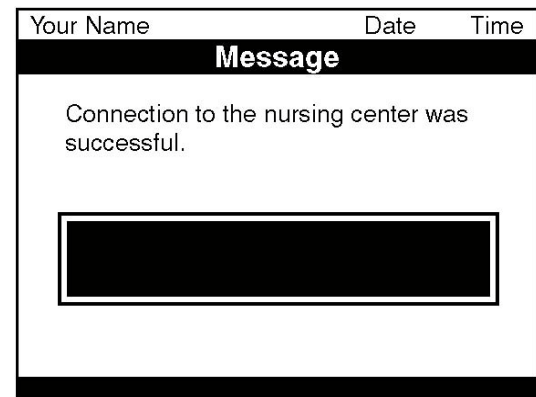 Your Name Date Time
Message
Connection to the nursing center was
successful.